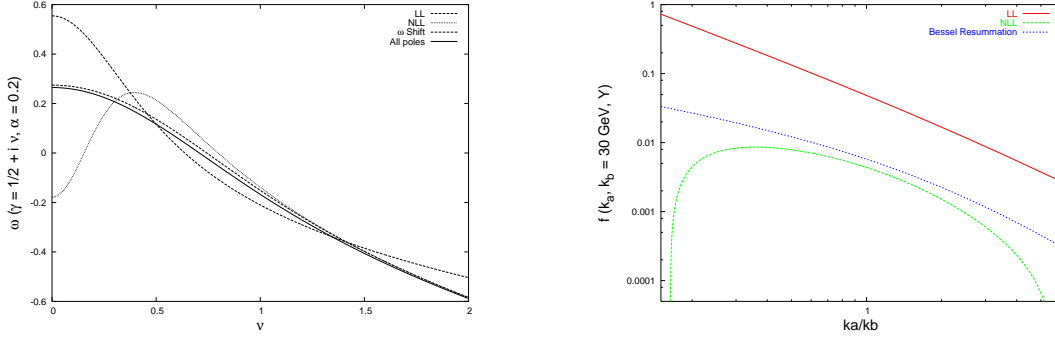 LL
NLL
ω Shift
All poles
0.6
0.4
0.2
0
-0.2
-0.4
-0.6
0
0.5
1
1.5
2
ν
ω (γ = 1/2 + i ν, α = 0.2)
LL
NLL
Bessel Resummation
1
0.1
0.01
0.001
0.0001
1
ka/kb
f (ka, kb = 30 GeV, Y)